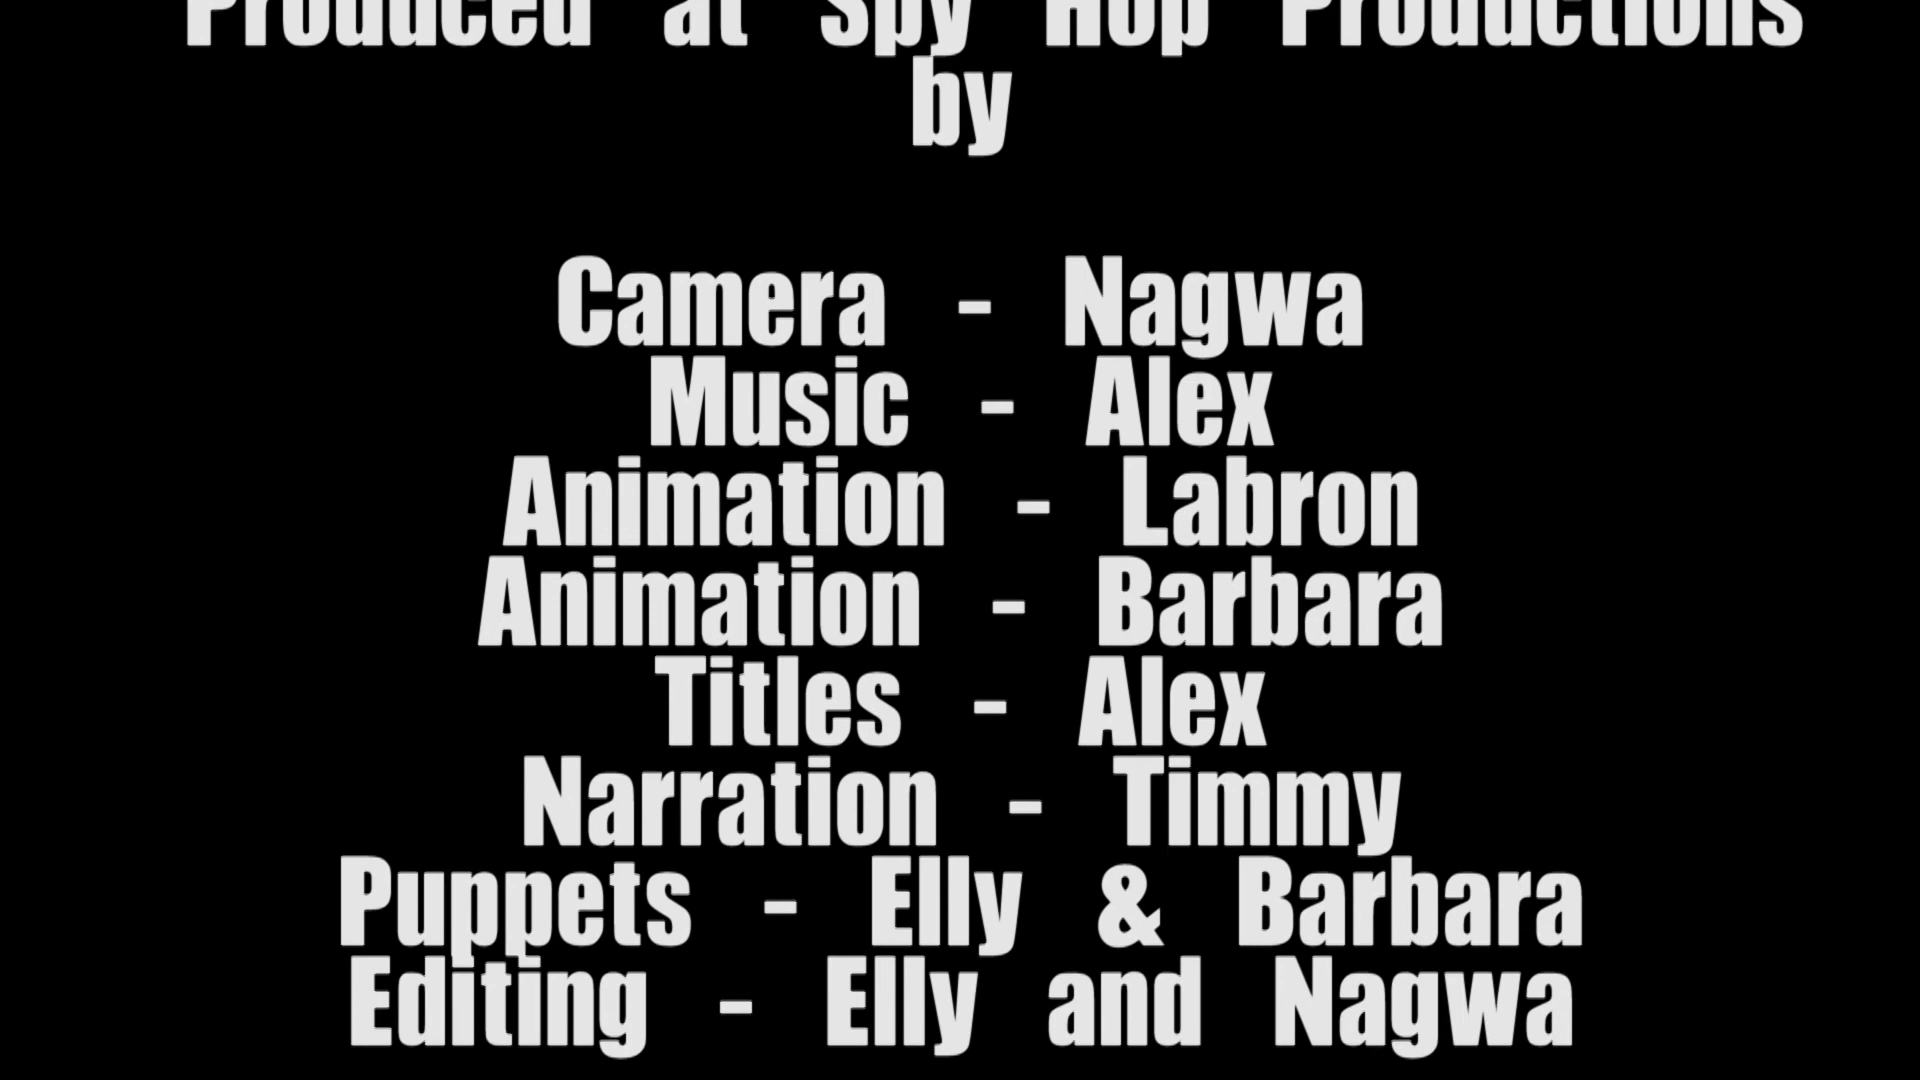 Produced at Spy Hop Productions
by
Camera - Nagwa
Music - Alex
Animation - Labron
Animation - Barbara
Titles - Alex
Narration - Timmy
Puppets - Elly & Barbara
Editing - Elly and Nagwa